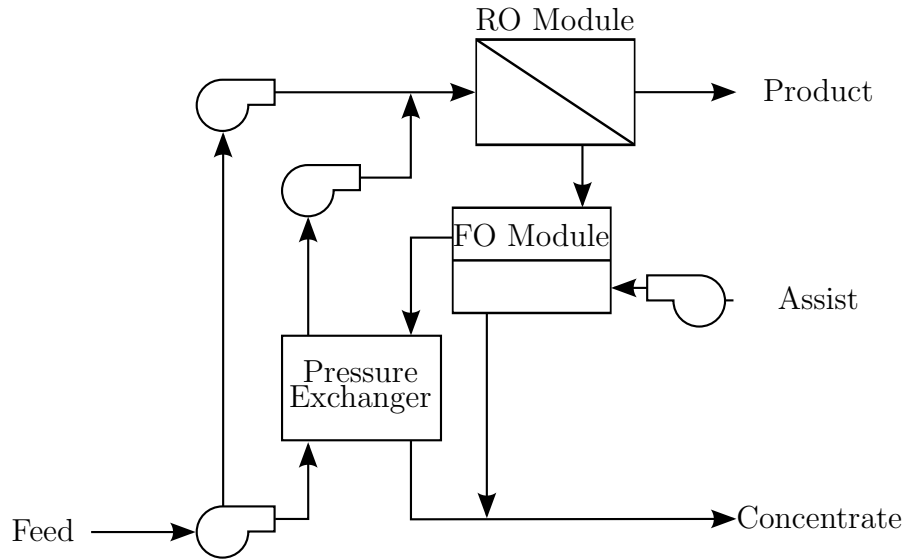 RO Module
Product
FO Module
Assist
Pressure
Exchanger
Feed
Concentrate